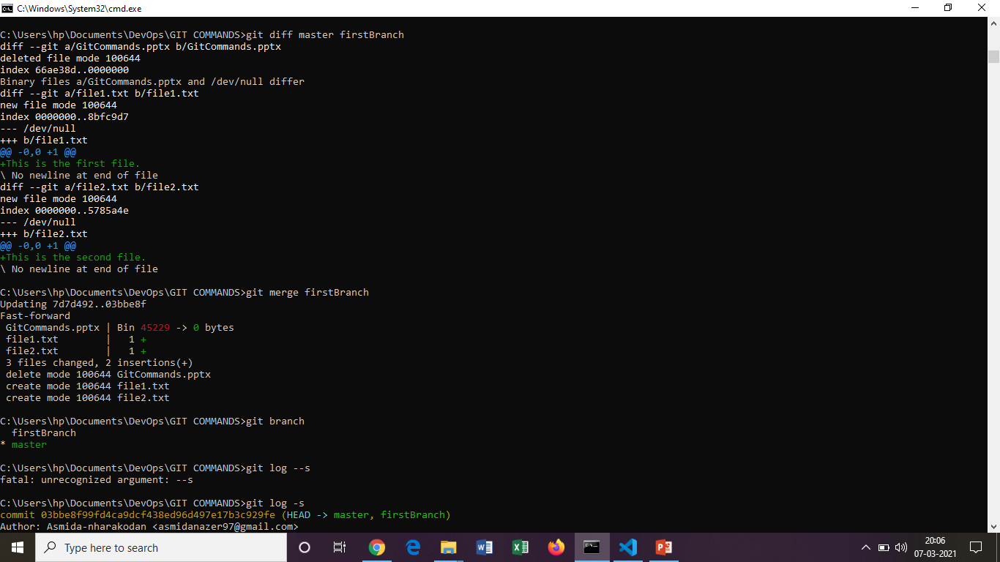 C:\Windows\System32\cmd.exe
C:\Users\hp\Documents\DevOps\GIT COMMANDS>git diff master firstBranch
diff --git a/GitCommands.pptx b/GitCommands.pptx
deleted file mode 100644
index 66ae38d..0000000
Binary files a/GitCommands.pptx and /dev/null differ
diff --git a/file1.txt b/file1.txt
new file mode 100644
index 0000000..8bfc9d7
--- /dev/null
+++ b/file1.txt
@@ -0,0 +1 @@
+This is the first file.
\ No newline at end of file
diff --git a/file2.txt b/file2.txt
new file mode 100644
index 0000000..5785a4e
--- /dev/null
+++ b/file2.txt
@@ -0,0 +1 @@
+This is the second file.
\ No newline at end of file
C:\Users\hp\Documents\DevOps\GIT COMMANDS>git merge firstBranch
Updating 7d7d492..03bbe8f
Fast-forward
 GitCommands.pptx | Bin 45229 -> 0 bytes
 file1.txt        |   1 +
 file2.txt        |   1 +
 3 files changed, 2 insertions(+)
 delete mode 100644 GitCommands.pptx
 create mode 100644 file1.txt
 create mode 100644 file2.txt
C:\Users\hp\Documents\DevOps\GIT COMMANDS>git branch
  firstBranch
* master
C:\Users\hp\Documents\DevOps\GIT COMMANDS>git log --s
fatal: unrecognized argument: --s
C:\Users\hp\Documents\DevOps\GIT COMMANDS>git log -s
commit 03bbe8f99fd4ca9dcf438ed96d497e17b3c929fe (HEAD -> master, firstBranch)
Author: Asmida-nharakodan <asmidanazer97@gmail.com>
Type here to search
20:06
07-03-2021